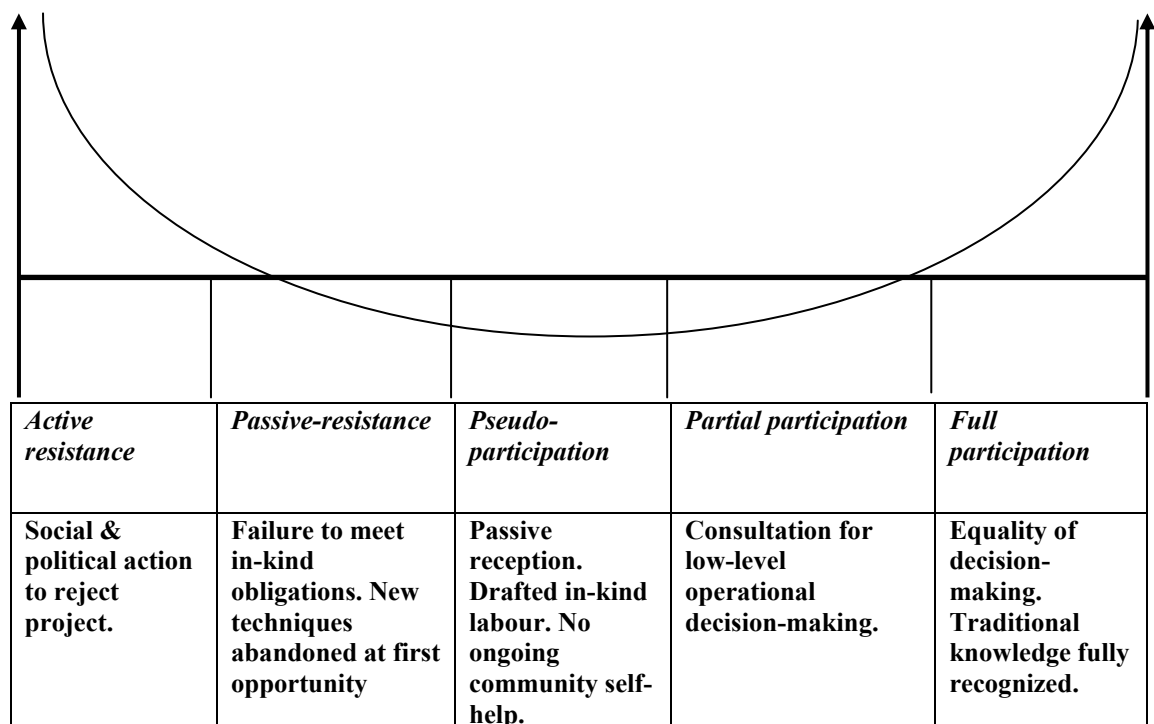 Active
resistance
Passive-resistance
Pseudo-
participation
Partial participation
Full
participation
Social &
political action
to reject
project.
Failure to meet
in-kind
obligations. New
techniques
abandoned at first
opportunity
Passive
reception.
Drafted in-kind
labour. No
ongoing
community self-
help.
Consultation for
low-level
operational
decision-making.
Equality of
decision-
making.
Traditional
knowledge fully
recognized.